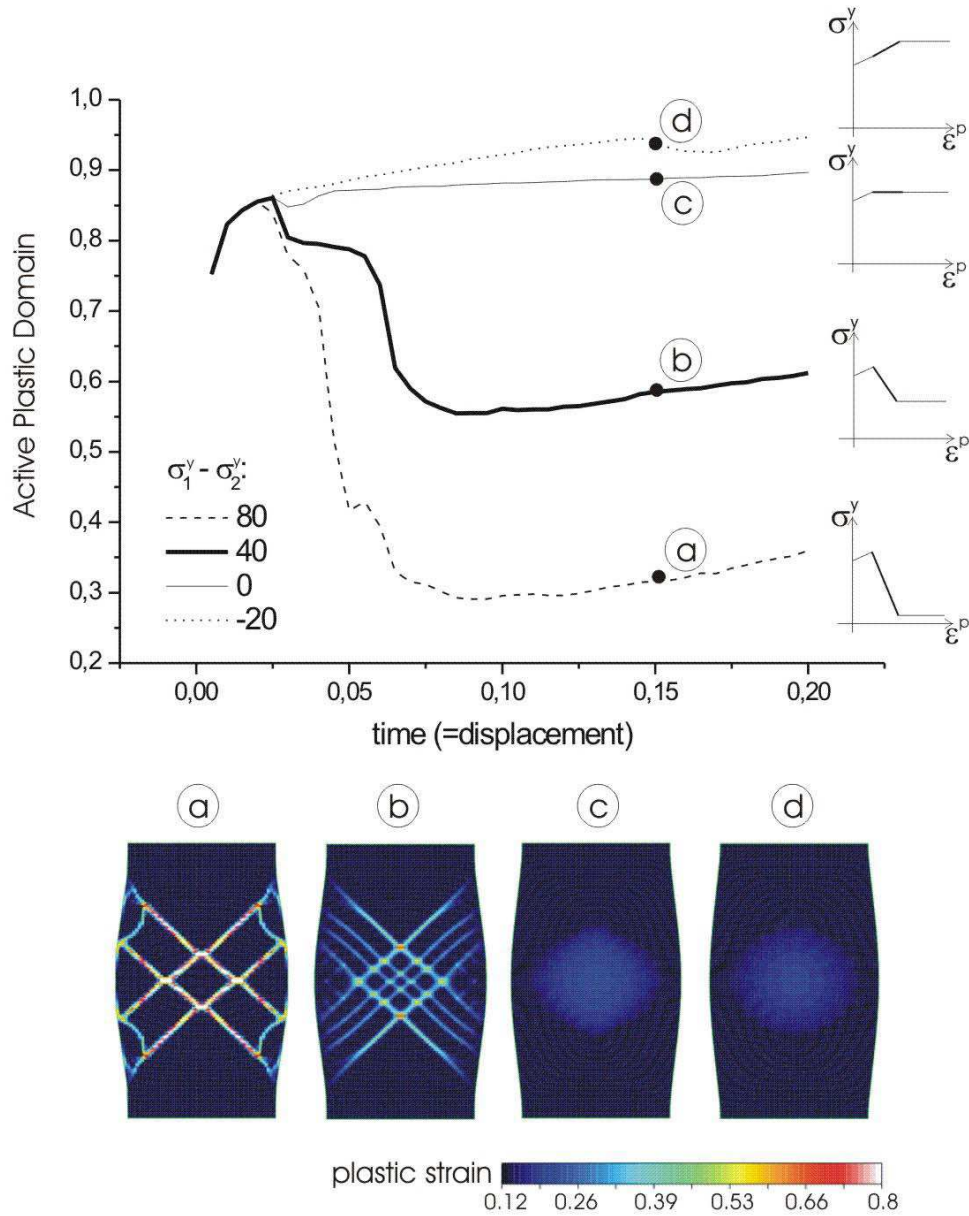 σʸ
εᵖ
1,0
d
0,9
c
σʸ
εᵖ
0,8
0,7
0,6
b
σʸ
εᵖ
0,5
Active Plastic Domain
σ₁ʸ - σ₂ʸ:
80
40
0
-20
0,4
a
σʸ
εᵖ
0,3
0,2
0,00 0,05 0,10 0,15 0,20
time (=displacement)
a b c d
plastic strain
0.12 0.26 0.39 0.53 0.66 0.8